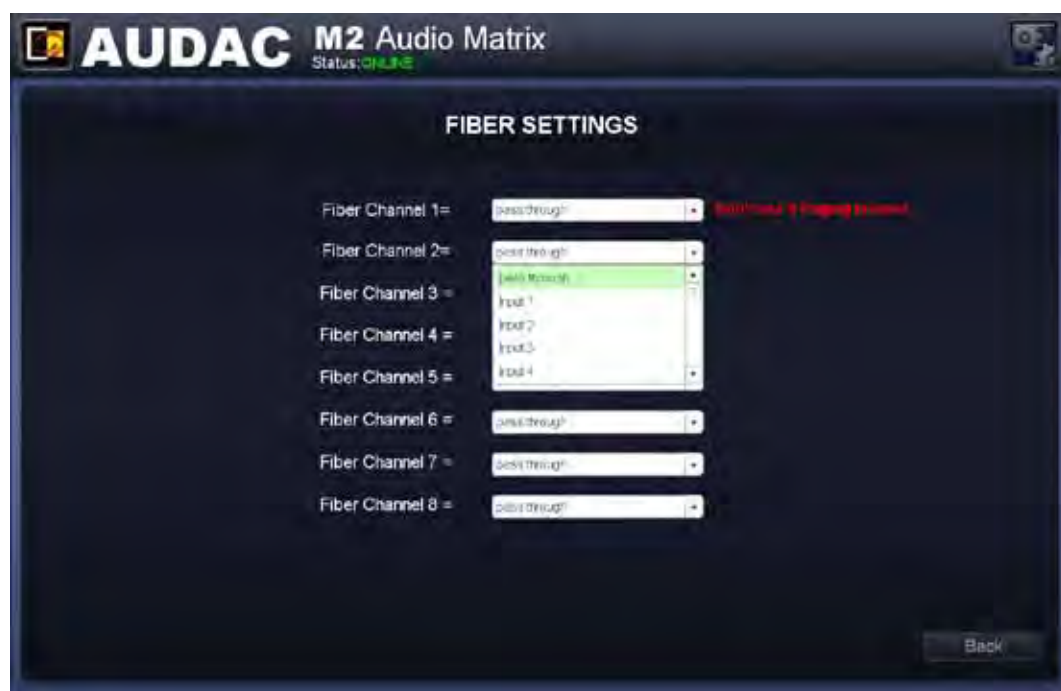 AUDAC M2 Audio Matrix
Status:ONLINE
FIBER SETTINGS
Fiber Channel 1= pass through
Fiber Channel 2= pass through
pass through
Fiber Channel 3 = Input 1
Input 2
Fiber Channel 4 = Input 3
Fiber Channel 5 = Input 4
Fiber Channel 6 = pass through
Fiber Channel 7 = pass through
Fiber Channel 8 = pass through
Back